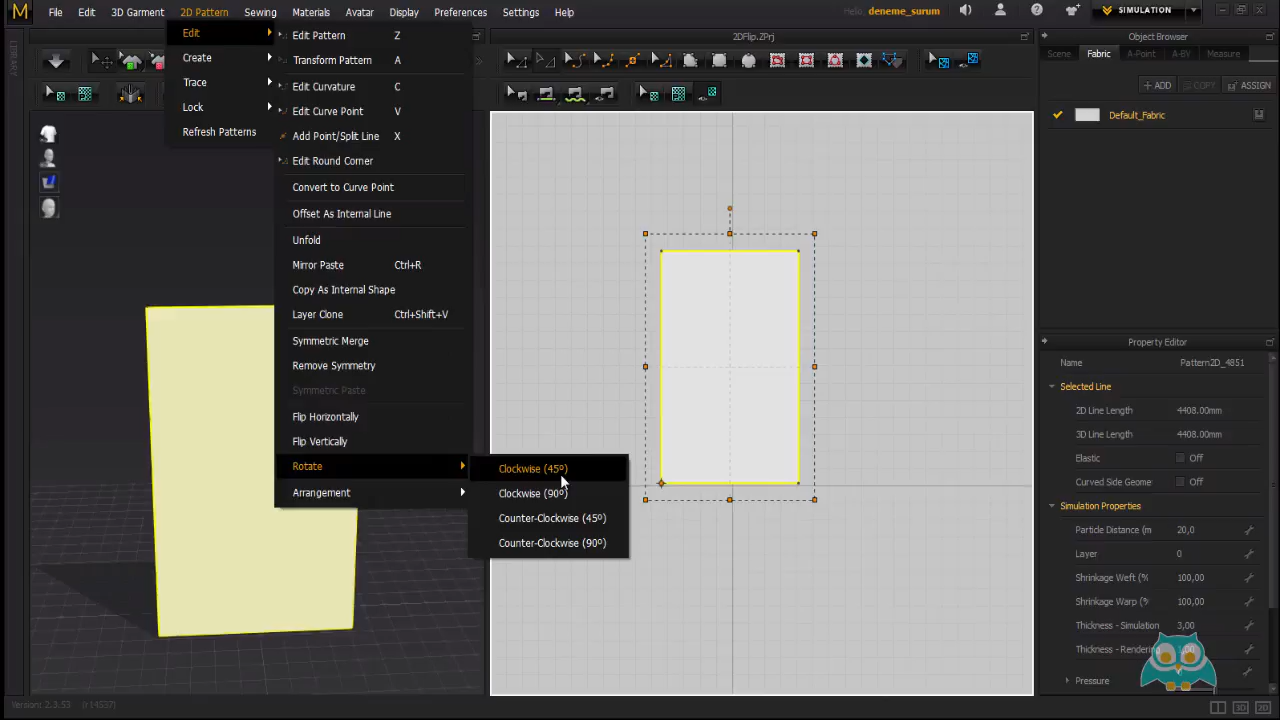 M File Edit 3D Garment 2D Pattern Sewing Materials Avatar Display Preferences Settings Help Hello, deneme_surum SIMULATION
2DFlip.ZPrj
Object Browser
LIBRARY
Edit
Create
Trace
Lock
Refresh Patterns
Edit Pattern Z
Transform Pattern A
Edit Curvature C
Edit Curve Point V
Add Point/Split Line X
Edit Round Corner
Convert to Curve Point
Offset As Internal Line
Unfold
Mirror Paste Ctrl+R
Copy As Internal Shape
Layer Clone Ctrl+Shift+V
Symmetric Merge
Remove Symmetry
Symmetric Paste
Flip Horizontally
Flip Vertically
Rotate
Arrangement
Clockwise (45º)
Clockwise (90º)
Counter-Clockwise (45º)
Counter-Clockwise (90º)
Scene Fabric A-Point A-BV Measure
ADD COPY ASSIGN
Default_Fabric
Property Editor
Name Pattern2D_4851
Selected Line
2D Line Length 4408.00mm
3D Line Length 4408.00mm
Elastic Off
Curved Side Geome Off
Simulation Properties
Particle Distance (m 20,0
Layer 0
Shrinkage Weft (% 100,00
Shrinkage Warp (% 100,00
Thickness - Simulation 3,00
Thickness - Rendering
Pressure
Version: 2.3.53 (r14537)
3D 2D